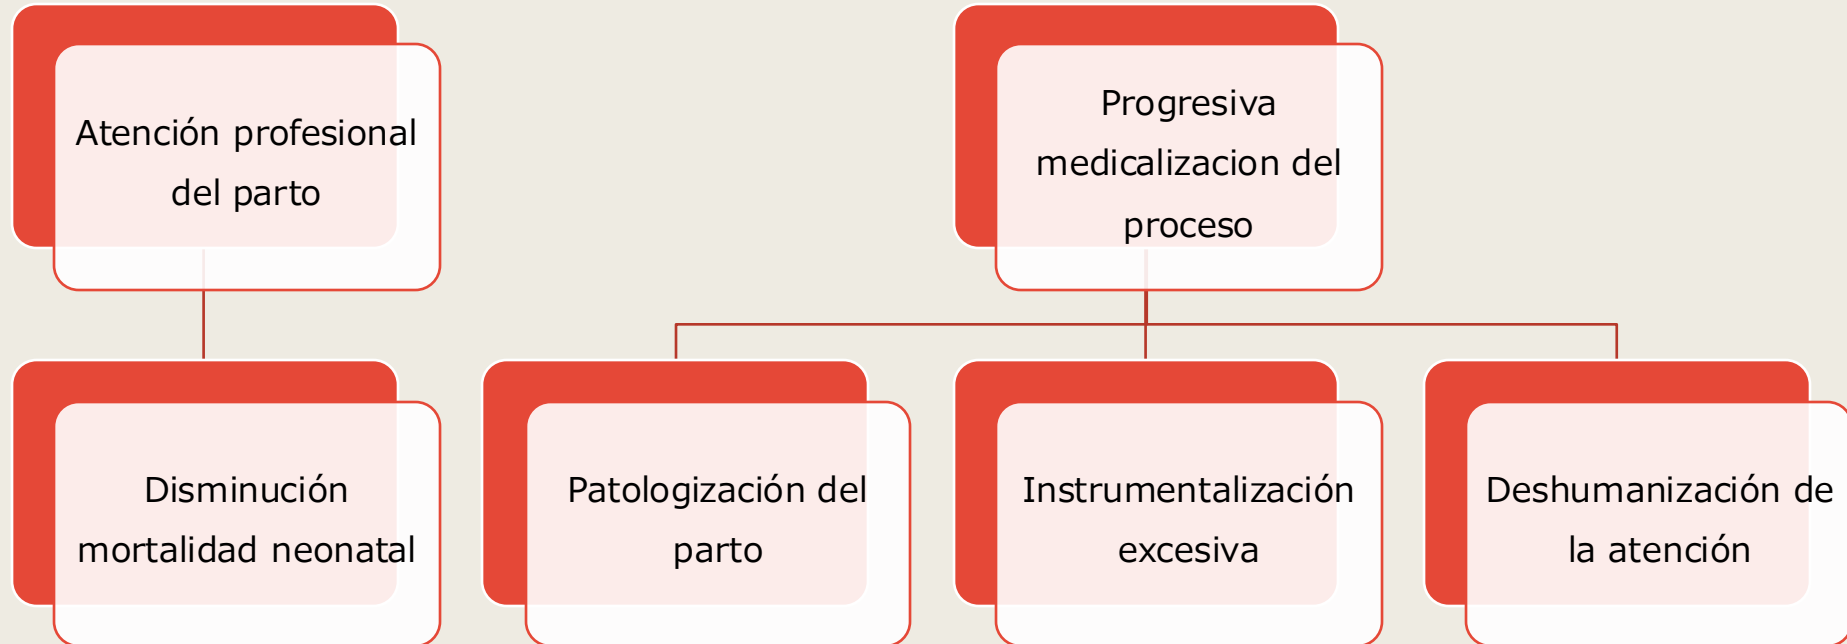 Atención profesional
del parto
Progresiva
medicalizacion del
proceso
Disminución
mortalidad neonatal
Patologización del
parto
Instrumentalización
excesiva
Deshumanización de
la atención